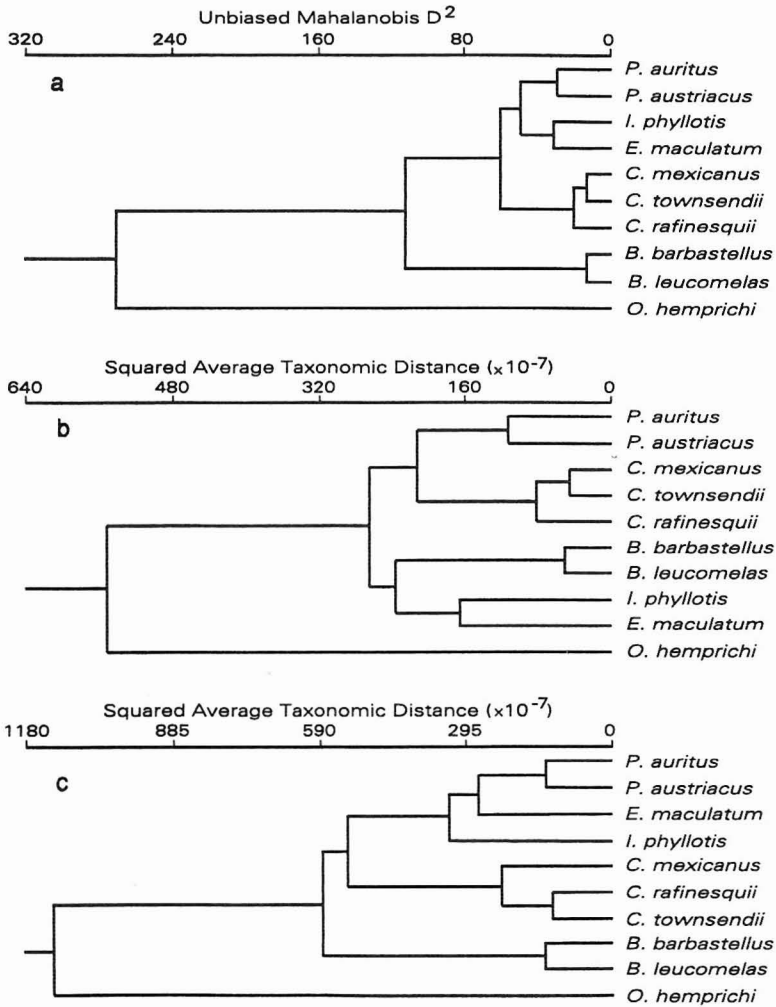 Unbiased Mahalanobis D²
320 240 160 80 0
a
P. auritus
P. austriacus
I. phyllotis
E. maculatum
C. mexicanus
C. townsendii
C. rafinesquii
B. barbastellus
B. leucomelas
O. hemprichi
Squared Average Taxonomic Distance (×10⁻⁷)
640 480 320 160 0
b
P. auritus
P. austriacus
C. mexicanus
C. townsendii
C. rafinesquii
B. barbastellus
B. leucomelas
I. phyllotis
E. maculatum
O. hemprichi
Squared Average Taxonomic Distance (×10⁻⁷)
1180 885 590 295 0
c
P. auritus
P. austriacus
E. maculatum
I. phyllotis
C. mexicanus
C. rafinesquii
C. townsendii
B. barbastellus
B. leucomelas
O. hemprichi